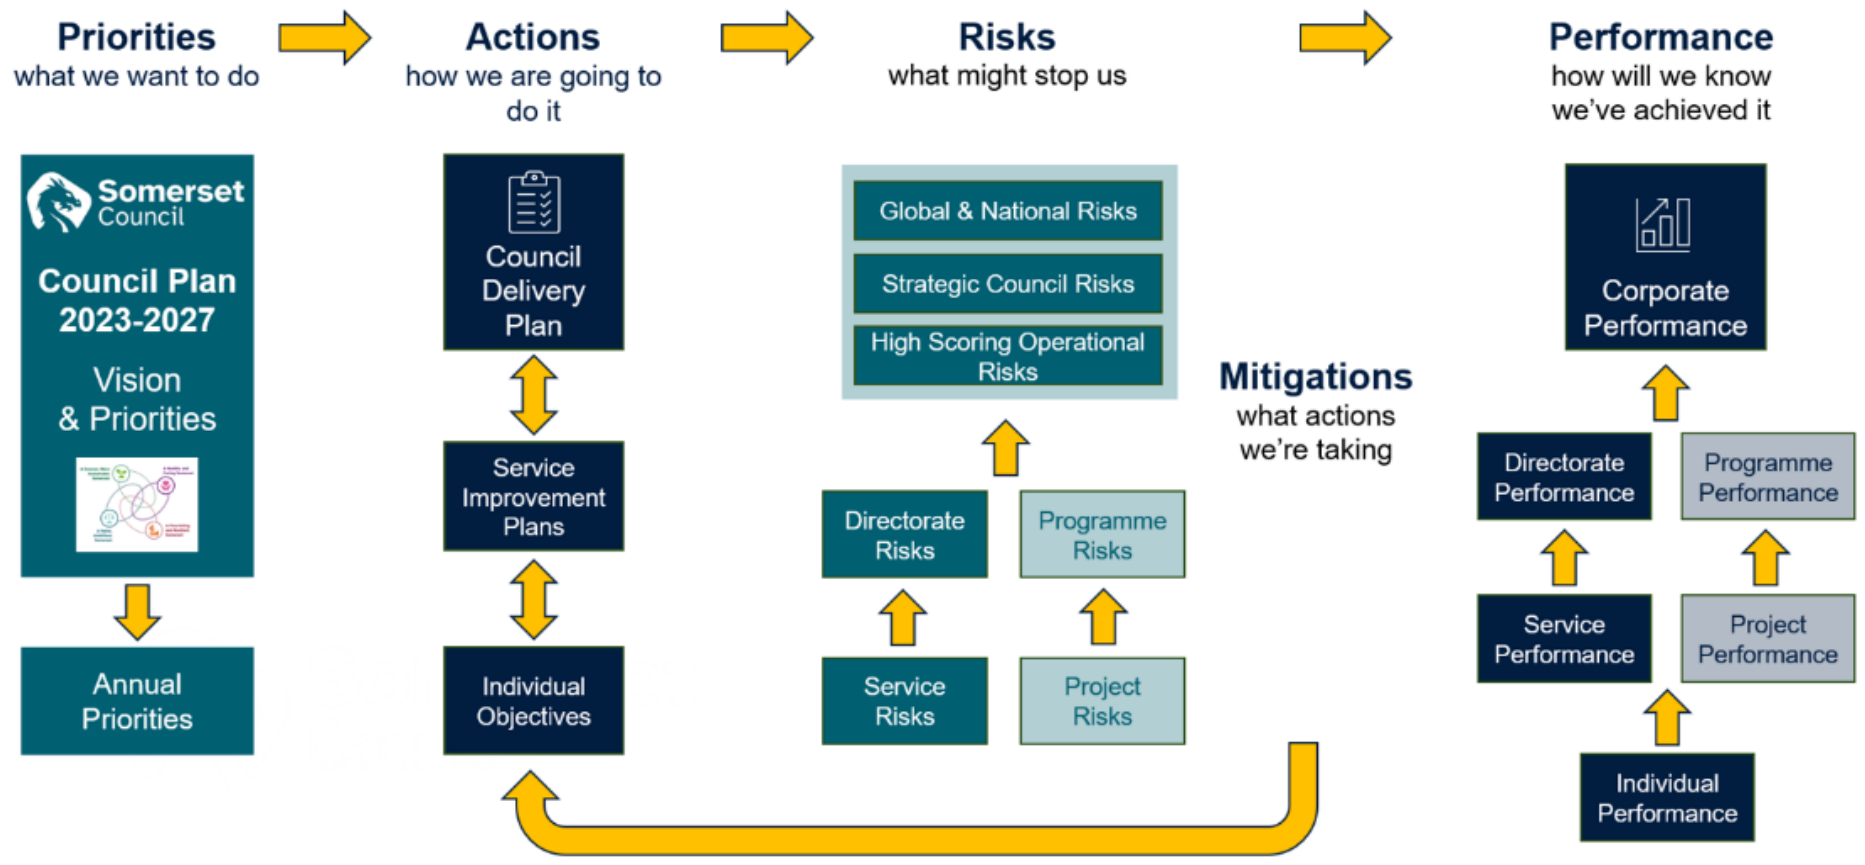 Priorities
what we want to do
Actions
how we are going to
do it
Risks
what might stop us
Performance
how will we know
we've achieved it
Somerset
Council
Council Plan
2023-2027
Vision
& Priorities
Annual
Priorities
Council
Delivery
Plan
Service
Improvement
Plans
Individual
Objectives
Global & National Risks
Strategic Council Risks
High Scoring Operational
Risks
Directorate
Risks
Programme
Risks
Service
Risks
Project
Risks
Mitigations
what actions
we're taking
Corporate
Performance
Directorate
Performance
Programme
Performance
Service
Performance
Project
Performance
Individual
Performance